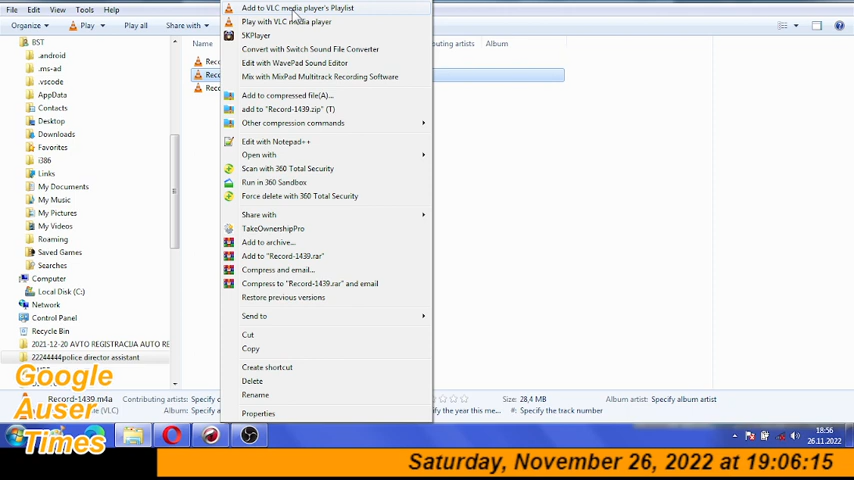 File Edit View Tools Help
Organize Play Play all Share with
Name
buting artists Album
BST
.android
.ms-ad
.vscode
AppData
Contacts
Desktop
Downloads
Favorites
i386
Links
My Documents
My Music
My Pictures
My Videos
Roaming
Saved Games
Searches
Computer
Local Disk (C:)
Network
Control Panel
Recycle Bin
2021-12-20 AVTO REGISTRACIJA AUTO RE
22244444police director assistant
Reco
Reco
Reco
Add to VLC media player's Playlist
Play with VLC media player
5KPlayer
Convert with Switch Sound File Converter
Edit with WavePad Sound Editor
Mix with MixPad Multitrack Recording Software
Add to compressed file(A)...
add to "Record-1439.zip" (T)
Other compression commands
Edit with Notepad++
Open with
Scan with 360 Total Security
Run in 360 Sandbox
Force delete with 360 Total Security
Share with
TakeOwnershipPro
Add to archive...
Add to "Record-1439.rar"
Compress and email...
Compress to "Record-1439.rar" and email
Restore previous versions
Send to
Cut
Copy
Create shortcut
Delete
Rename
Properties
Record-1439.m4a Contributing artists: Specify c
Size: 28,4 MB Album artist: Specify album artist
File (VLC) Album: Specify a
fy the year this me... #: Specify the track number
Google
Auser
Times
18:56
26.11.2022
Saturday, November 26, 2022 at 19:06:15